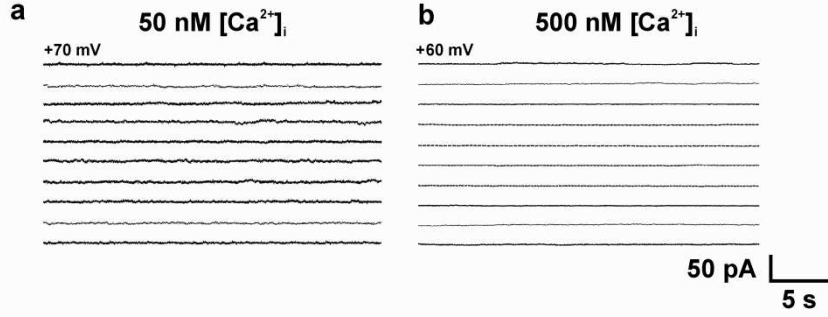 a
50 nM [Ca²⁺]ᵢ
+70 mV
b
500 nM [Ca²⁺]ᵢ
+60 mV
50 pA
5 s